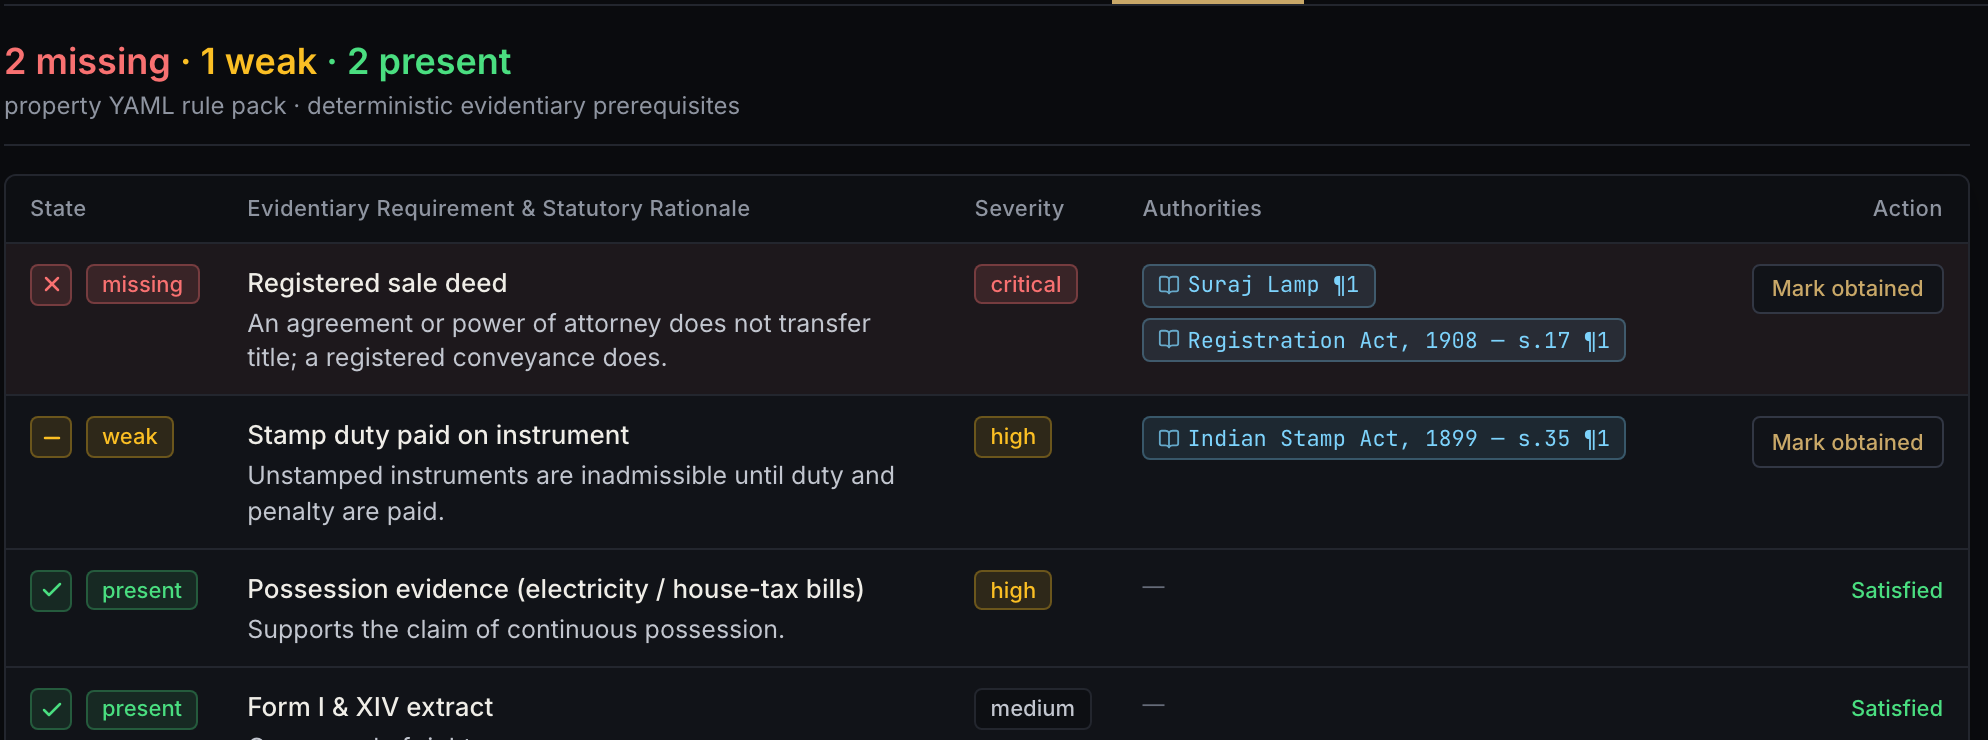 2 missing · 1 weak · 2 present
property YAML rule pack · deterministic evidentiary prerequisites
State Evidentiary Requirement & Statutory Rationale Severity Authorities Action
missing Registered sale deed critical Suraj Lamp ¶1 Mark obtained
An agreement or power of attorney does not transfer
title; a registered conveyance does.
Registration Act, 1908 — s.17 ¶1
weak Stamp duty paid on instrument high Indian Stamp Act, 1899 — s.35 ¶1 Mark obtained
Unstamped instruments are inadmissible until duty and
penalty are paid.
present Possession evidence (electricity / house-tax bills) high — Satisfied
Supports the claim of continuous possession.
present Form I & XIV extract medium — Satisfied